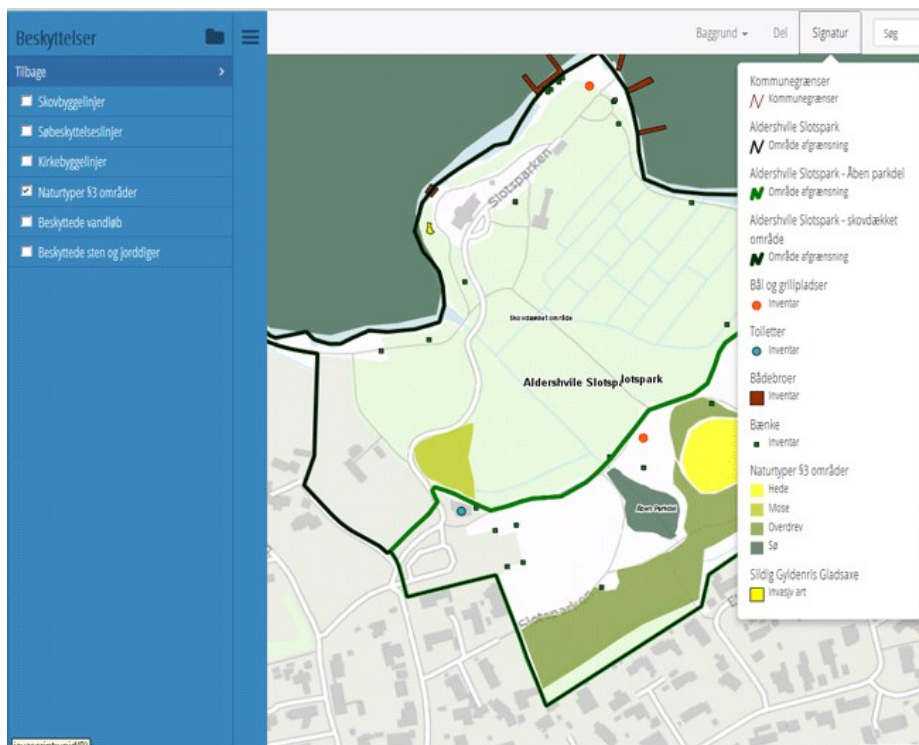 Beskyttelser
Tilbage
Skovbyggelinjer
Søbeskyttelseslinjer
Kirkebyggelinjer
Naturtyper §3 områder
Beskyttede vandløb
Beskyttede sten og jorddiger
Baggrund
Del
Signatur
Søg
Kommunegrænser
Kommunegrænser
Aldershvile Slotspark
Område afgrænsning
Aldershvile Slotspark - Åben parkdel
Område afgrænsning
Aldershvile Slotspark - skovdækket
område
Område afgrænsning
Bål og grillpladser
Inventar
Toiletter
Inventar
Bådebroer
Inventar
Bænke
Inventar
Naturtyper §3 områder
Hede
Mose
Overdrev
Sø
Sildig Gyldenris Gladsaxe
Invasiv art
Slotsparken
Skovdækket område
Aldershvile Slotspark
lotspark
Åben Parkdel
Slotsparken